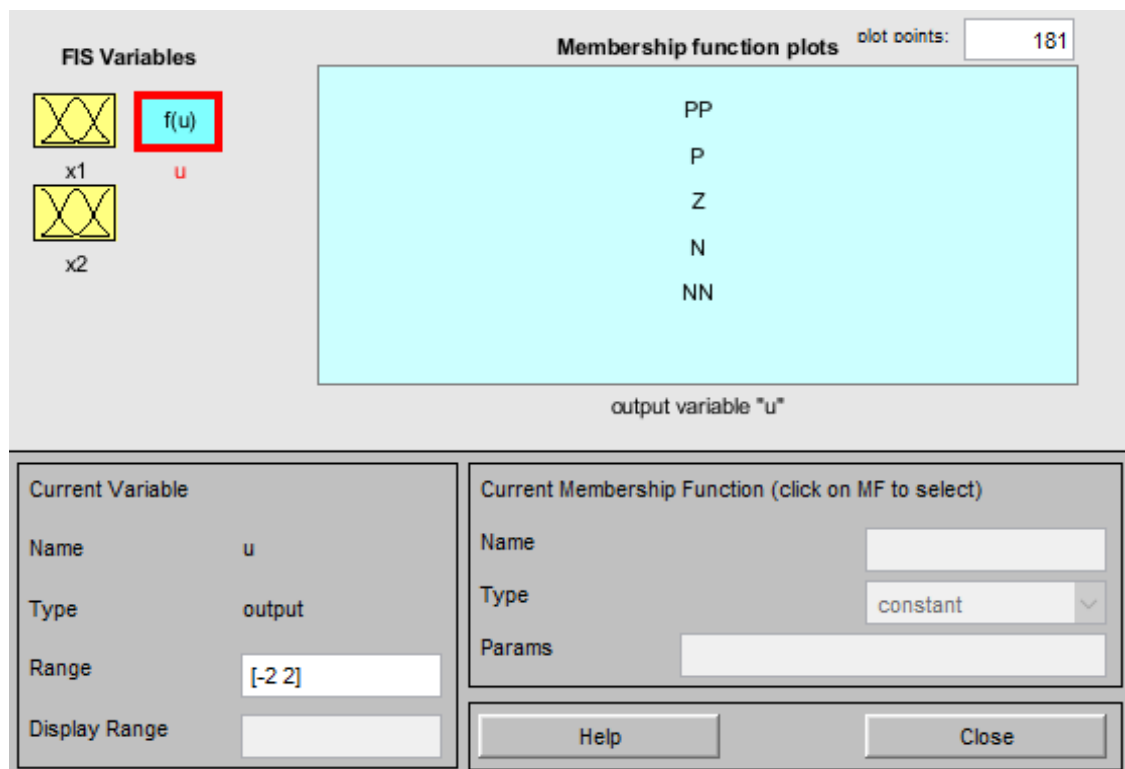 FIS Variables
Membership function plots
plot points:
181
f(u)
x1
u
x2
PP
P
Z
N
NN
output variable "u"
Current Variable
Name u
Type output
Range [-2 2]
Display Range
Current Membership Function (click on MF to select)
Name
Type constant
Params
Help
Close